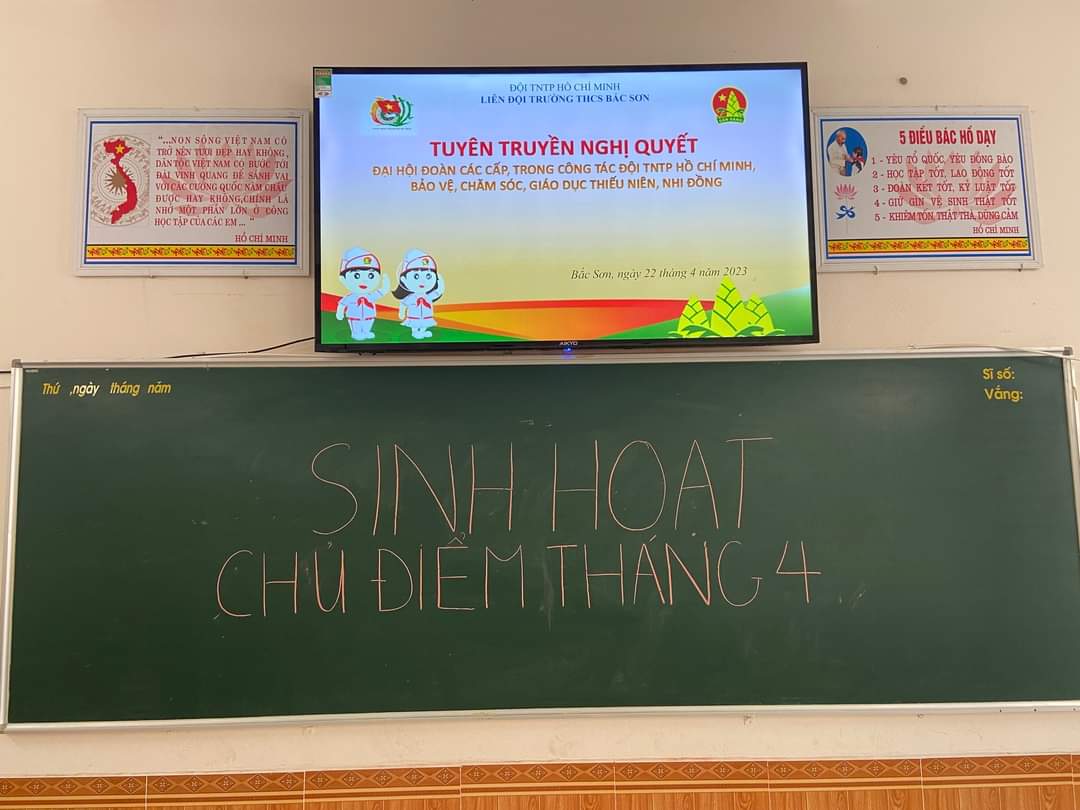 ĐỘI TNTP HỒ CHÍ MINH
LIÊN ĐỘI TRƯỜNG THCS BẮC SƠN
TUYÊN TRUYỀN NGHỊ QUYẾT
ĐẠI HỘI ĐOÀN CÁC CẤP, TRONG CÔNG TÁC ĐỘI TNTP HỒ CHÍ MINH,
BẢO VỆ, CHĂM SÓC, GIÁO DỤC THIẾU NIÊN, NHI ĐỒNG
Bắc Sơn, ngày 22 tháng 4 năm 2023
AIKYO
"...NON SÔNG VIỆT NAM CÓ
TRỞ NÊN TƯƠI ĐẸP HAY KHÔNG,
DÂN TỘC VIỆT NAM CÓ BƯỚC TỚI
ĐÀI VINH QUANG ĐỂ SÁNH VAI
VỚI CÁC CƯỜNG QUỐC NĂM CHÂU
ĐƯỢC HAY KHÔNG,CHÍNH LÀ
NHỜ MỘT PHẦN LỚN Ở CÔNG
HỌC TẬP CỦA CÁC EM ... "
HỒ CHÍ MINH
5 ĐIỀU BÁC HỒ DẠY
1 - YÊU TỔ QUỐC, YÊU ĐỒNG BÀO
2 - HỌC TẬP TỐT, LAO ĐỘNG TỐT
3 - ĐOÀN KẾT TỐT, KỶ LUẬT TỐT
4 - GIỮ GÌN VỆ SINH THẬT TỐT
5 - KHIÊM TỐN, THẬT THÀ, DŨNG CẢM
HỒ CHÍ MINH
Thứ ,ngày tháng năm
Sĩ số:
Vắng:
SINH HOẠT
CHỦ ĐIỂM THÁNG 4